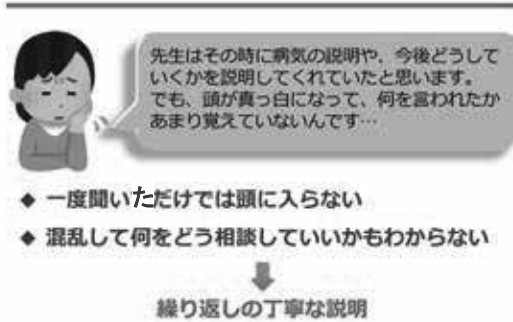 先生はその時に病気の説明や、今後どうして
いくかを説明してくれていたと思います。
でも、頭が真っ白になって、何を言われたか
あまり覚えていないんです…
◆ 一度聞いただけでは頭に入らない
◆ 混乱して何をどう相談していいかもわからない
繰り返しの丁寧な説明